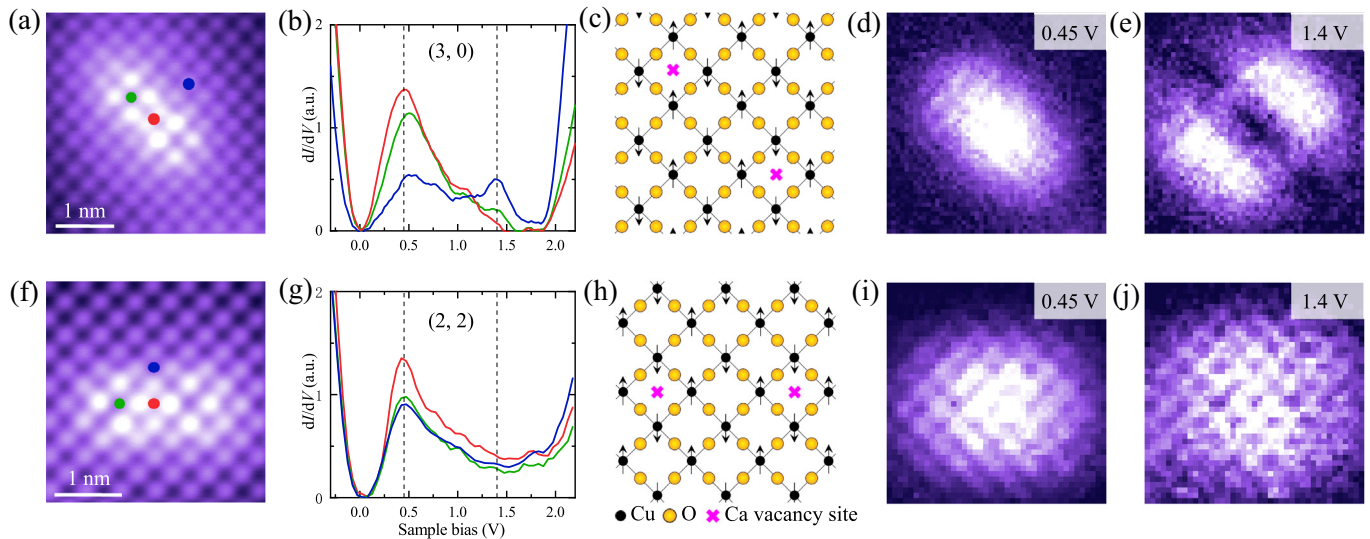 (a)
1 nm
(b)
2
(3, 0)
dI/dV (a.u.)
1
0
0.0 0.5 1.0 1.5 2.0
(c)
(d)
0.45 V
(e)
1.4 V
(f)
1 nm
(g)
2
(2, 2)
dI/dV (a.u.)
1
0
0.0 0.5 1.0 1.5 2.0
Sample bias (V)
(h)
Cu O Ca vacancy site
(i)
0.45 V
(j)
1.4 V